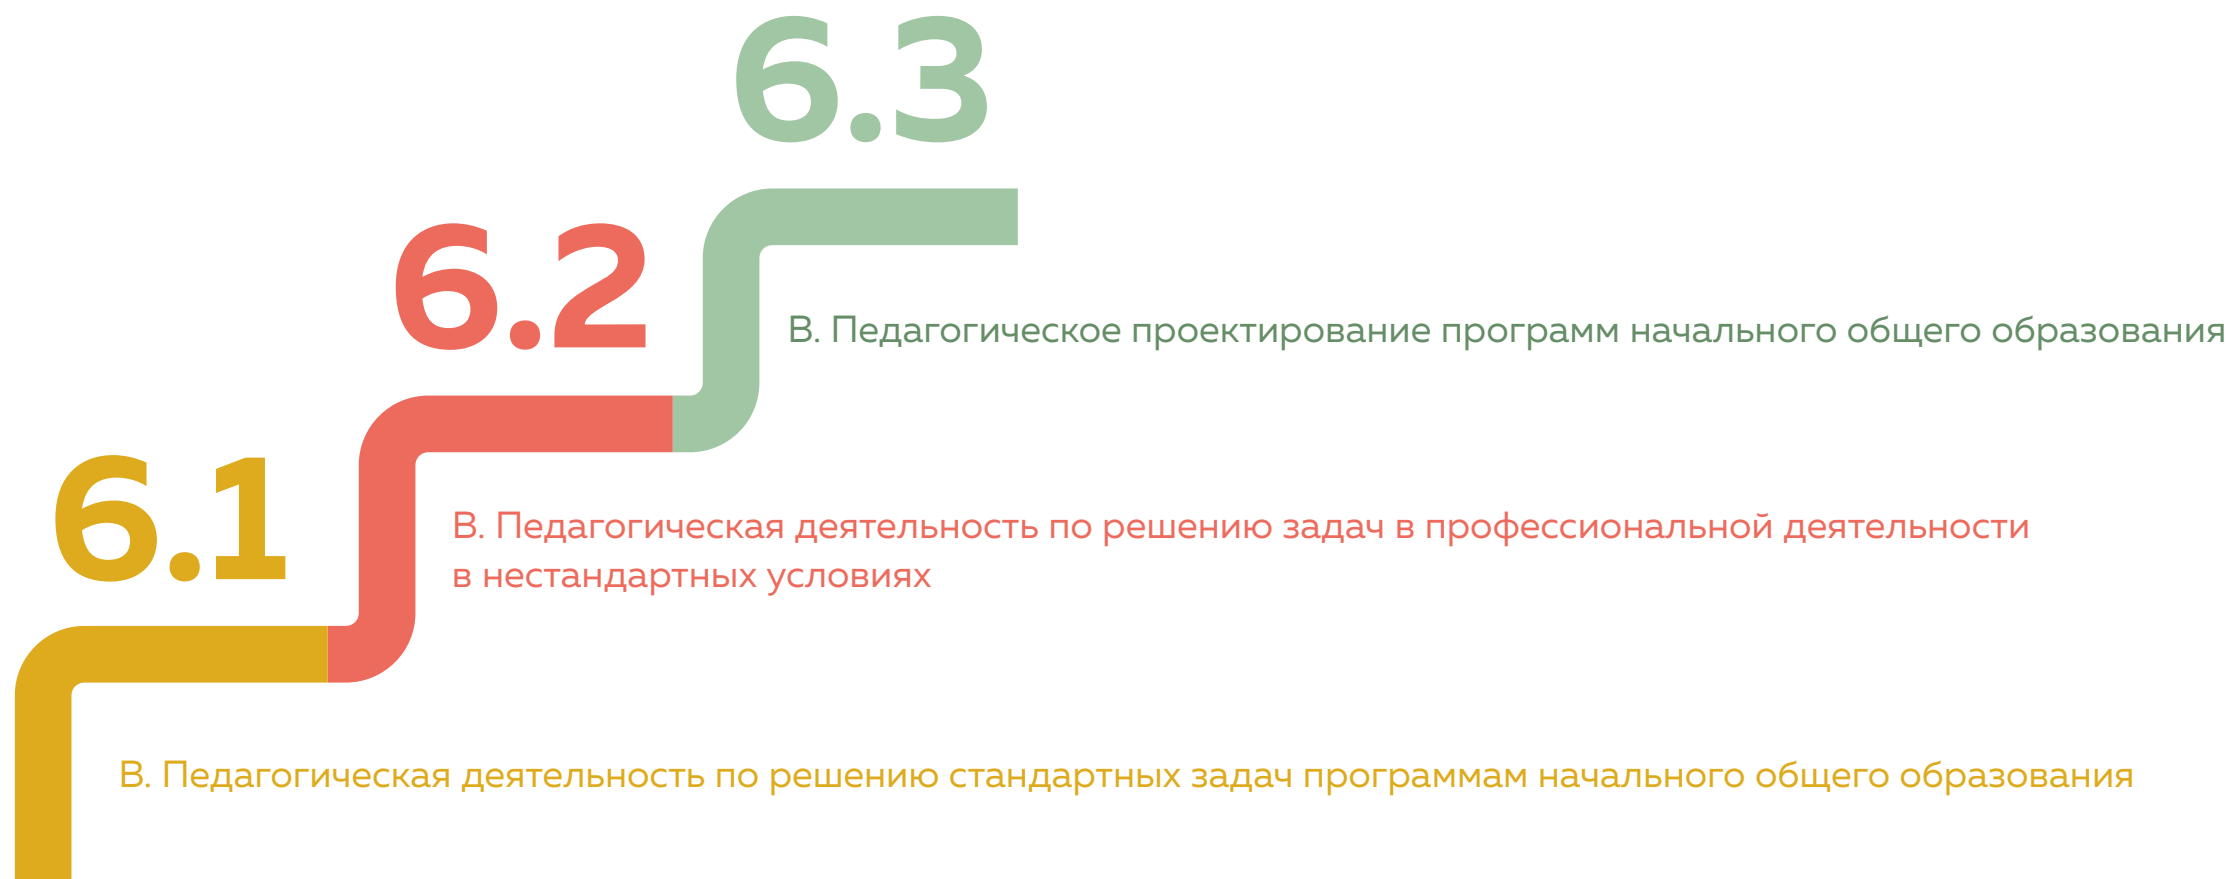 6.3
В. Педагогическое проектирование программ начального общего образования
6.2
В. Педагогическая деятельность по решению задач в профессиональной деятельности
в нестандартных условиях
6.1
В. Педагогическая деятельность по решению стандартных задач программам начального общего образования